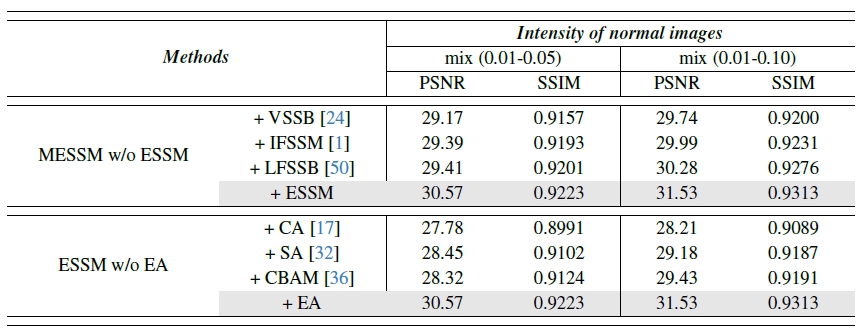 Methods Intensity of normal images
mix (0.01-0.05) mix (0.01-0.10)
PSNR SSIM PSNR SSIM
MESSM w/o ESSM
+ VSSB [24] 29.17 0.9157 29.74 0.9200
+ IFSSM [1] 29.39 0.9193 29.99 0.9231
+ LFSSB [50] 29.41 0.9201 30.28 0.9276
+ ESSM 30.57 0.9223 31.53 0.9313
ESSM w/o EA
+ CA [17] 27.78 0.8991 28.21 0.9089
+ SA [32] 28.45 0.9102 29.18 0.9187
+ CBAM [36] 28.32 0.9124 29.43 0.9191
+ EA 30.57 0.9223 31.53 0.9313